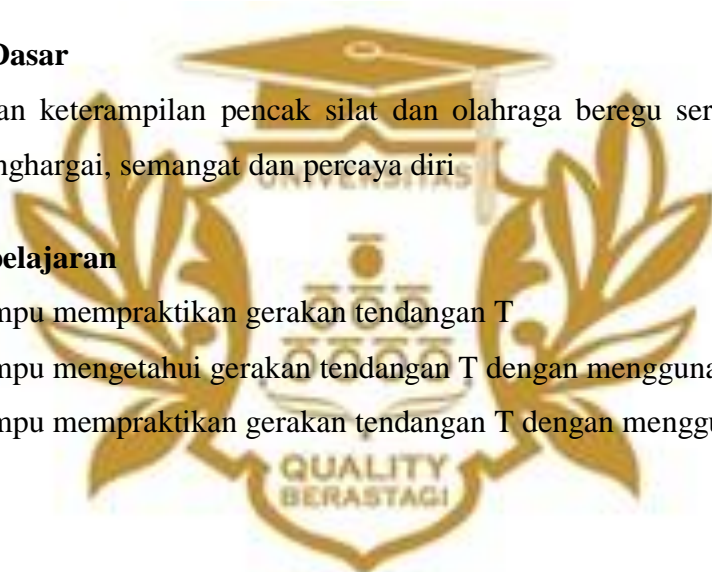 Dasar
an keterampilan pencak silat dan olahraga beregu ser
nghargai, semangat dan percaya diri
UNIVERSITAS
belajaran
mpu mempraktikan gerakan tendangan T
mpu mengetahui gerakan tendangan T dengan mengguna
mpu mempraktikan gerakan tendangan T dengan menggu
QUALITY
BERASTAGI